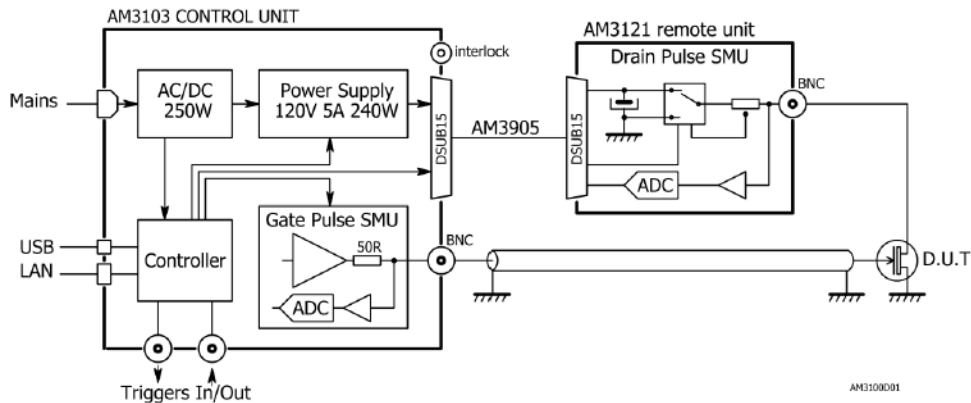 AM3103 CONTROL UNIT
interlock
AM3121 remote unit
Drain Pulse SMU
BNC
Mains
AC/DC
250W
Power Supply
120V 5A 240W
DSUB15
AM3905
DSUB15
ADC
Gate Pulse SMU
50R
BNC
USB
LAN
Controller
ADC
D.U.T
Triggers In/Out
AM3100D01